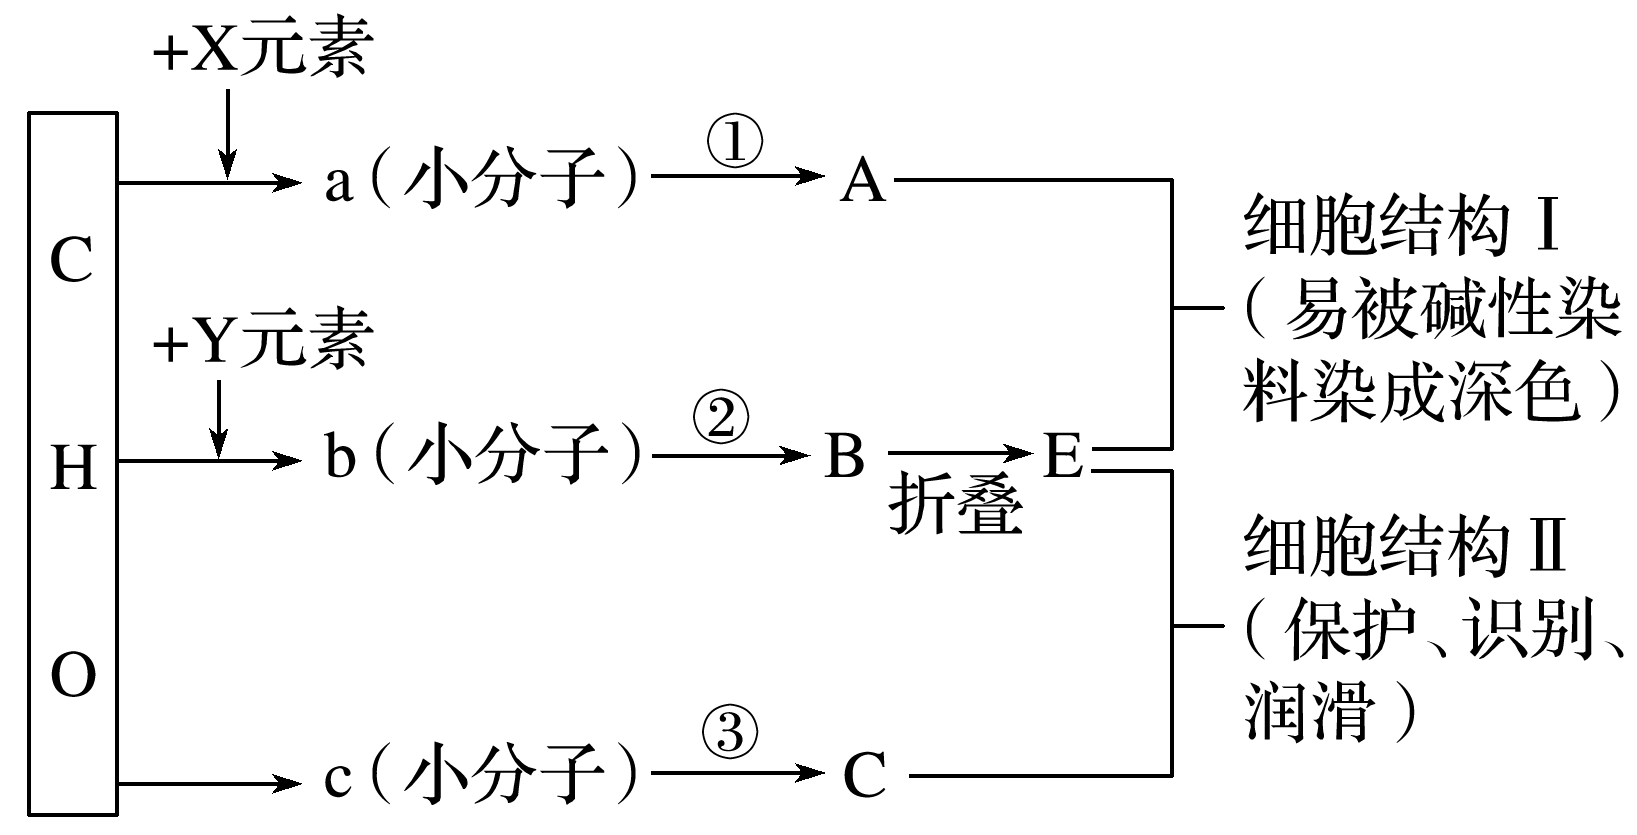 +X元素
a（小分子）
①
A
C
H
O
+Y元素
b（小分子）
②
B
折叠
E
c（小分子）
③
C
细胞结构Ⅰ
（易被碱性染
料染成深色）
细胞结构Ⅱ
（保护、识别、
润滑）